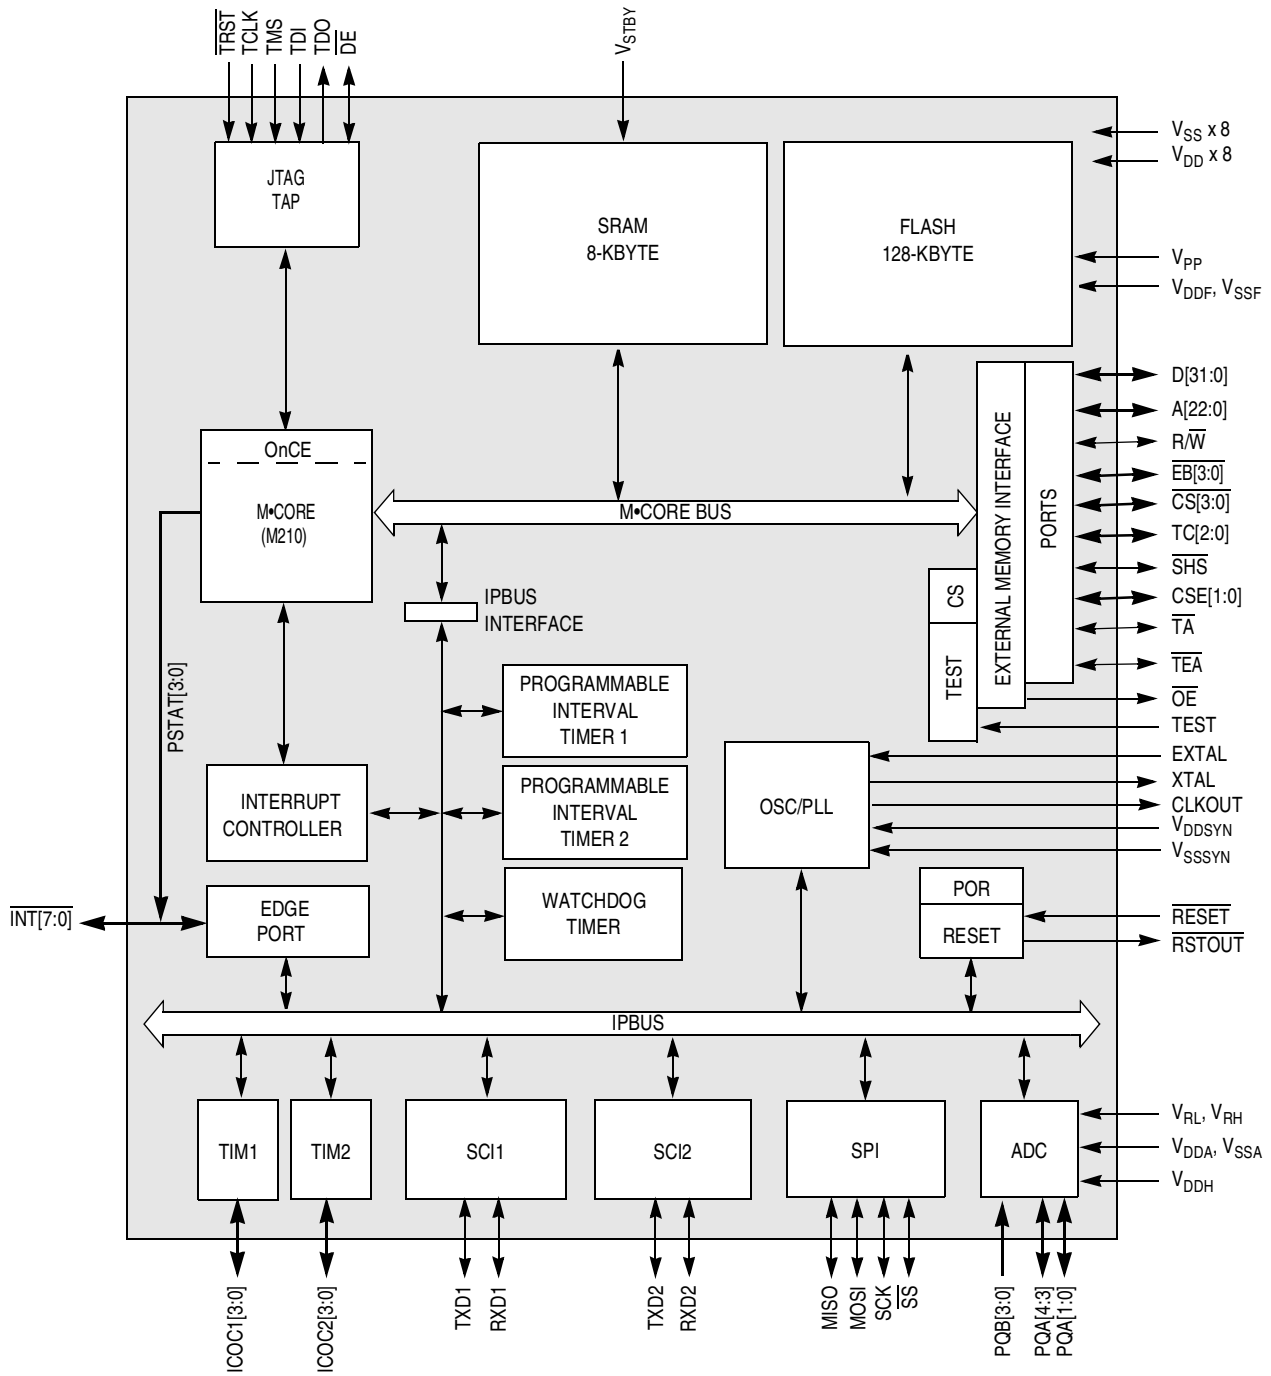 TRST
TCLK
TMS
TDI
TDO
DE
VSTBY
VSS x 8
VDD x 8
JTAG
TAP
SRAM
8-KBYTE
FLASH
128-KBYTE
VPP
VDDF, VSSF
D[31:0]
A[22:0]
R/W
EB[3:0]
CS[3:0]
TC[2:0]
SHS
CSE[1:0]
TA
TEA
OE
TEST
EXTERNAL MEMORY INTERFACE
PORTS
CS
TEST
OnCE
M•CORE
(M210)
M•CORE BUS
IPBUS
INTERFACE
PSTAT[3:0]
PROGRAMMABLE
INTERVAL
TIMER 1
PROGRAMMABLE
INTERVAL
TIMER 2
INTERRUPT
CONTROLLER
OSC/PLL
EXTAL
XTAL
CLKOUT
VDDSYN
VSSSYN
WATCHDOG
TIMER
EDGE
PORT
INT[7:0]
POR
RESET
RESET
RSTOUT
IPBUS
TIM1
TIM2
SCI1
SCI2
SPI
ADC
VRL, VRH
VDDA, VSSA
VDDH
ICOC1[3:0]
ICOC2[3:0]
TXD1
RXD1
TXD2
RXD2
MISO
MOSI
SCK
SS
PQB[3:0]
PQA[4:3]
PQA[1:0]